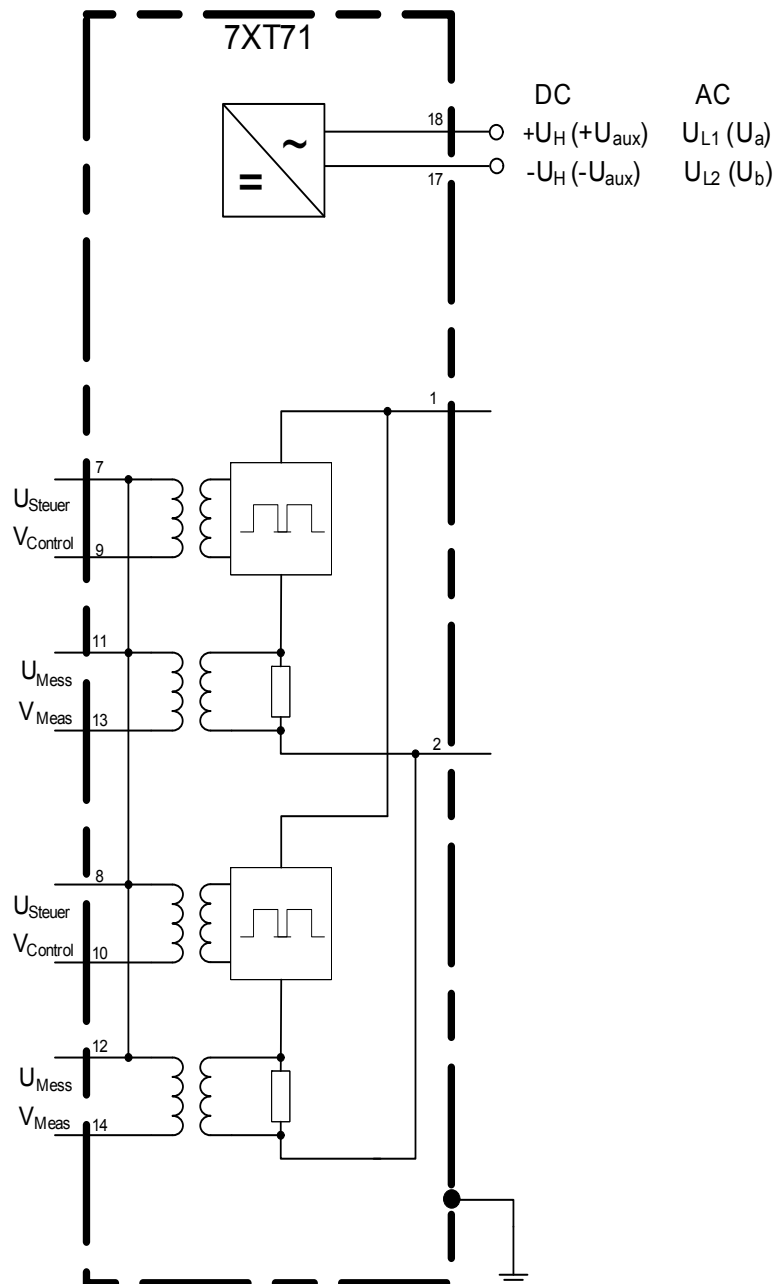 7XT71
DC AC
18 +UH (+Uaux) UL1 (Ua)
17 -UH (-Uaux) UL2 (Ub)
~
=
1
7
USteuer
VControl
9
11
UMess
VMeas
13
2
8
USteuer
VControl
10
12
UMess
VMeas
14